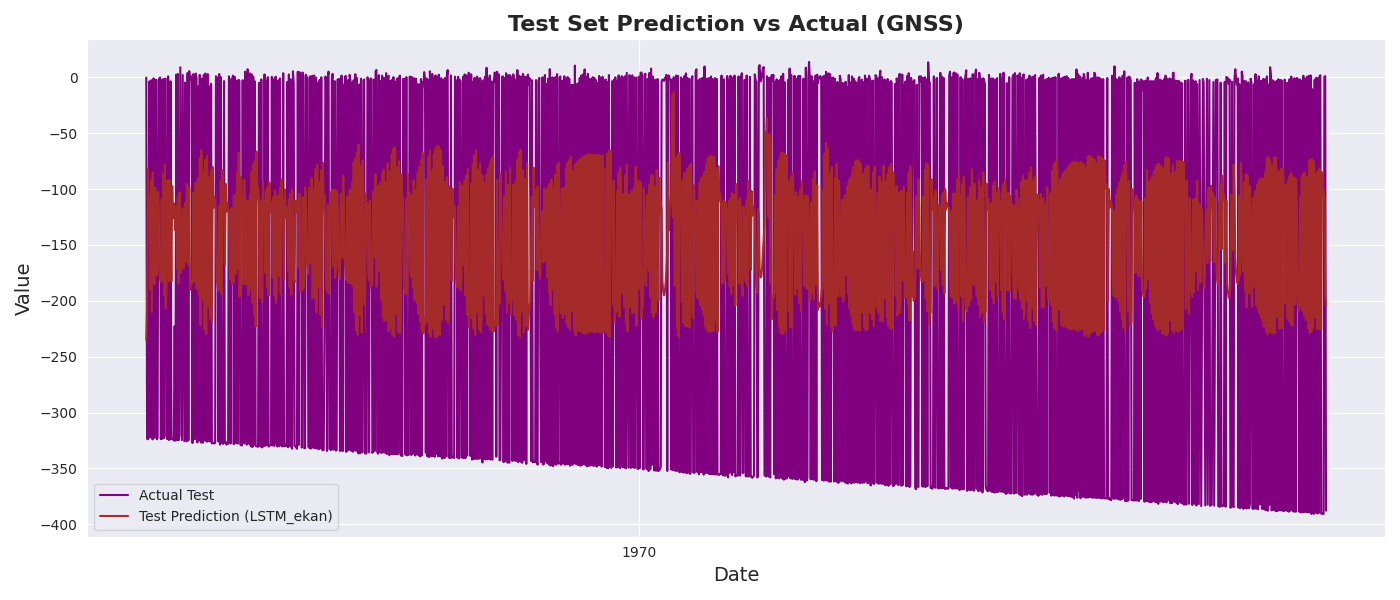 Test Set Prediction vs Actual (GNSS)
Value
0
−50
−100
−150
−200
−250
−300
−350
−400
Actual Test
Test Prediction (LSTM_ekan)
1970
Date